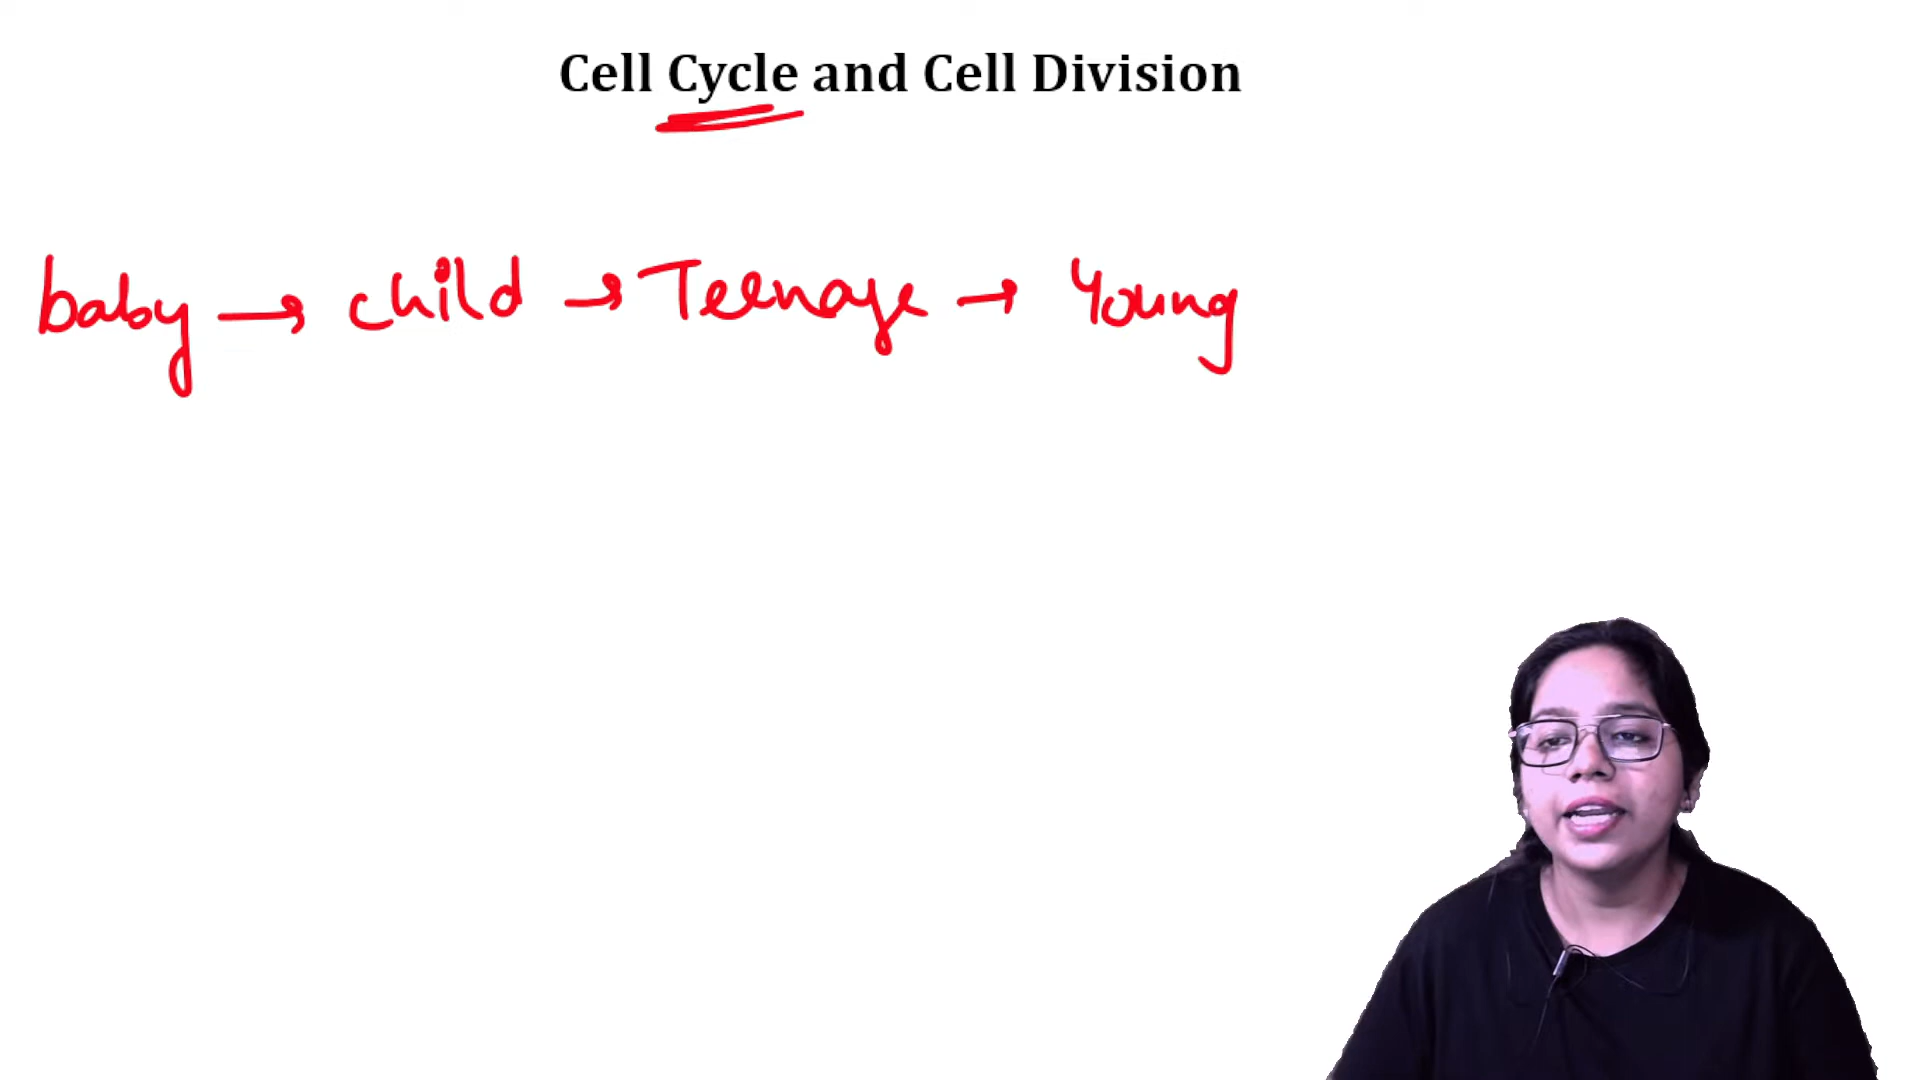 Cell Cycle and Cell Division
baby → child → Teenage → Young